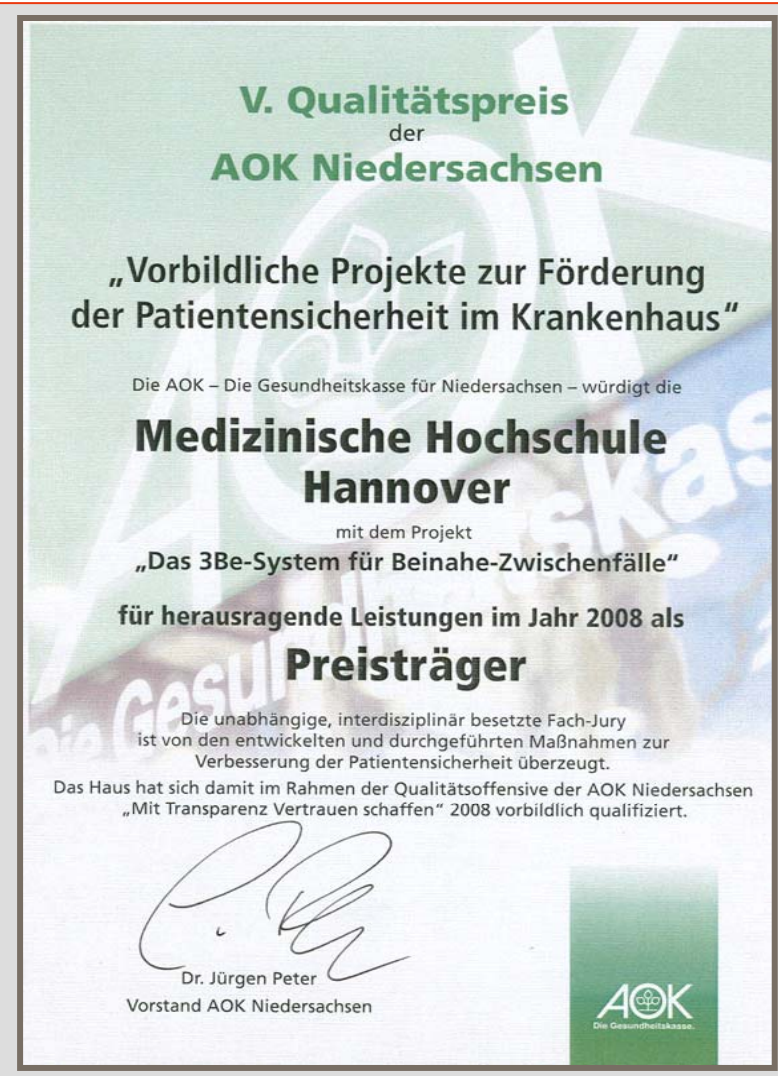 V. Qualitätspreis
der
AOK Niedersachsen
„Vorbildliche Projekte zur Förderung
der Patientensicherheit im Krankenhaus“
Die AOK – Die Gesundheitskasse für Niedersachsen – würdigt die
Medizinische Hochschule
Hannover
mit dem Projekt
„Das 3Be-System für Beinahe-Zwischenfälle“
für herausragende Leistungen im Jahr 2008 als
Preisträger
Die unabhängige, interdisziplinär besetzte Fach-Jury
ist von den entwickelten und durchgeführten Maßnahmen zur
Verbesserung der Patientensicherheit überzeugt.
Das Haus hat sich damit im Rahmen der Qualitätsoffensive der AOK Niedersachsen
„Mit Transparenz Vertrauen schaffen“ 2008 vorbildlich qualifiziert.
Dr. Jürgen Peter
Vorstand AOK Niedersachsen
AOK
Die Gesundheitskasse.